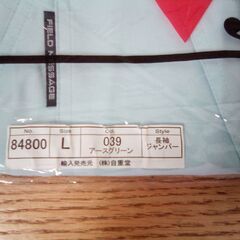 FIELD MESSAGE
No. Size Co. Style
84800 L 039 長袖
アースグリーン ジャンパー
輸入発売元 (株)自重堂